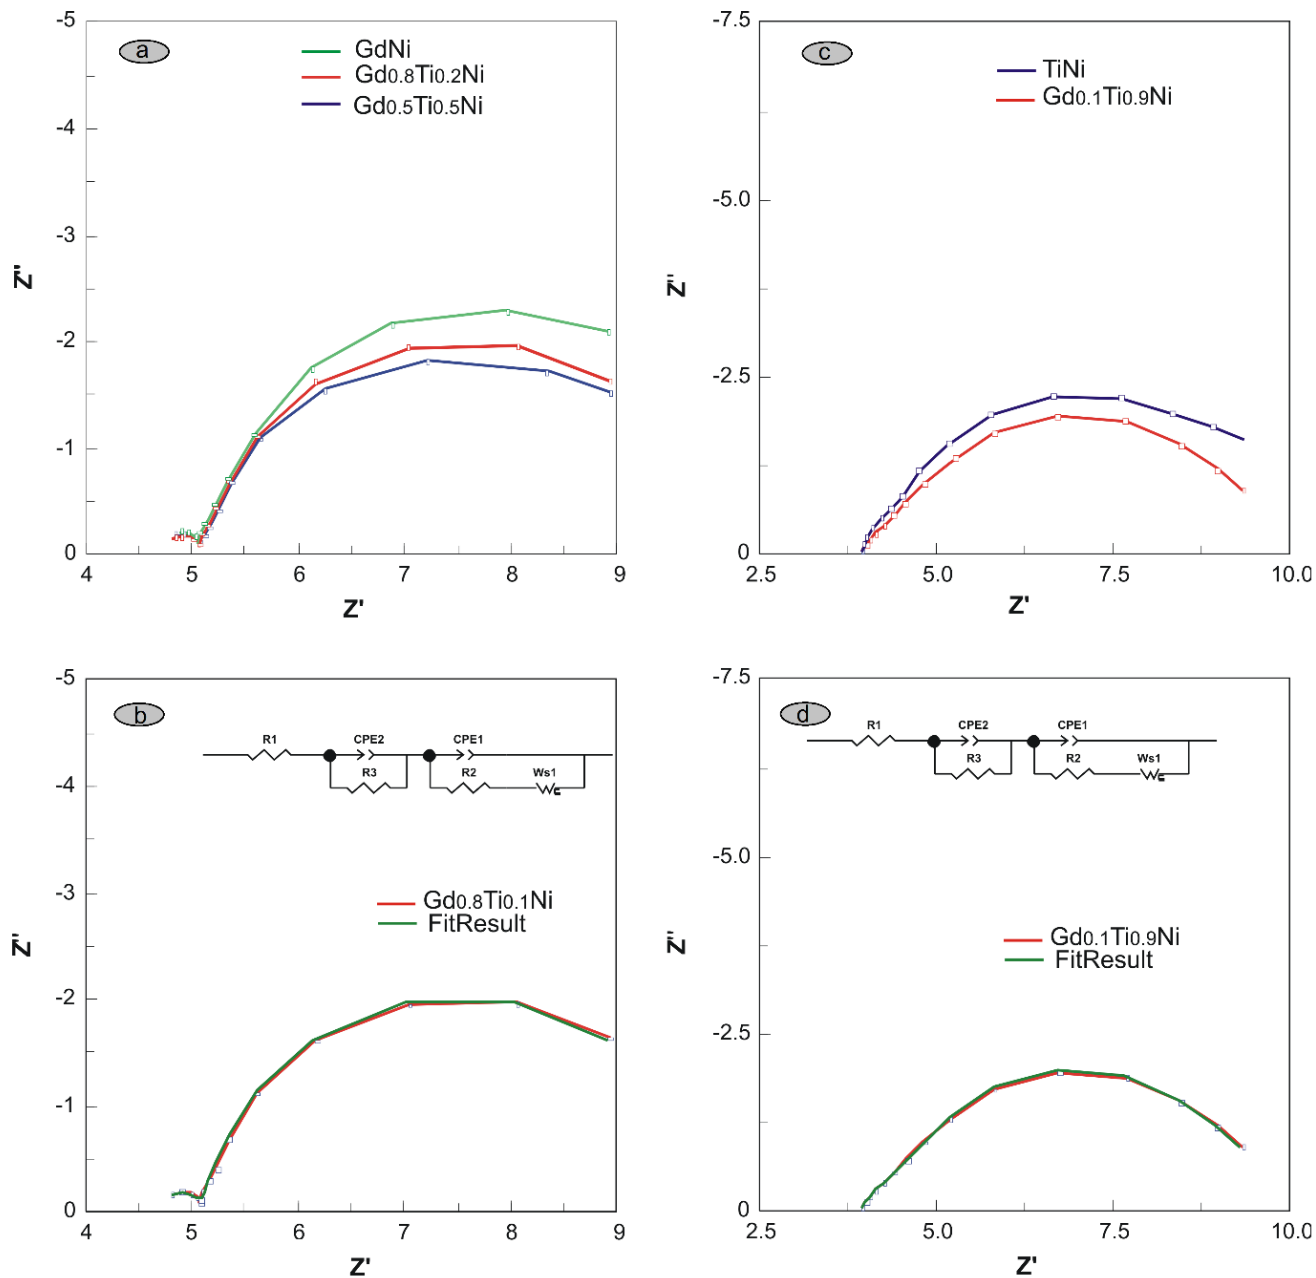 a
GdNi
Gd0.8Ti0.2Ni
Gd0.5Ti0.5Ni
-5
-4
-3
-2
-1
0
Z''
4 5 6 7 8 9
Z'
c
TiNi
Gd0.1Ti0.9Ni
-7.5
-5.0
-2.5
0
Z''
2.5 5.0 7.5 10.0
Z'
b
R1 CPE2 CPE1
R3 R2 Ws1
Gd0.8Ti0.1Ni
FitResult
-5
-4
-3
-2
-1
0
Z''
4 5 6 7 8 9
Z'
d
R1 CPE2 CPE1
R3 R2 Ws1
Gd0.1Ti0.9Ni
FitResult
-7.5
-5.0
-2.5
0
Z''
2.5 5.0 7.5 10.0
Z'